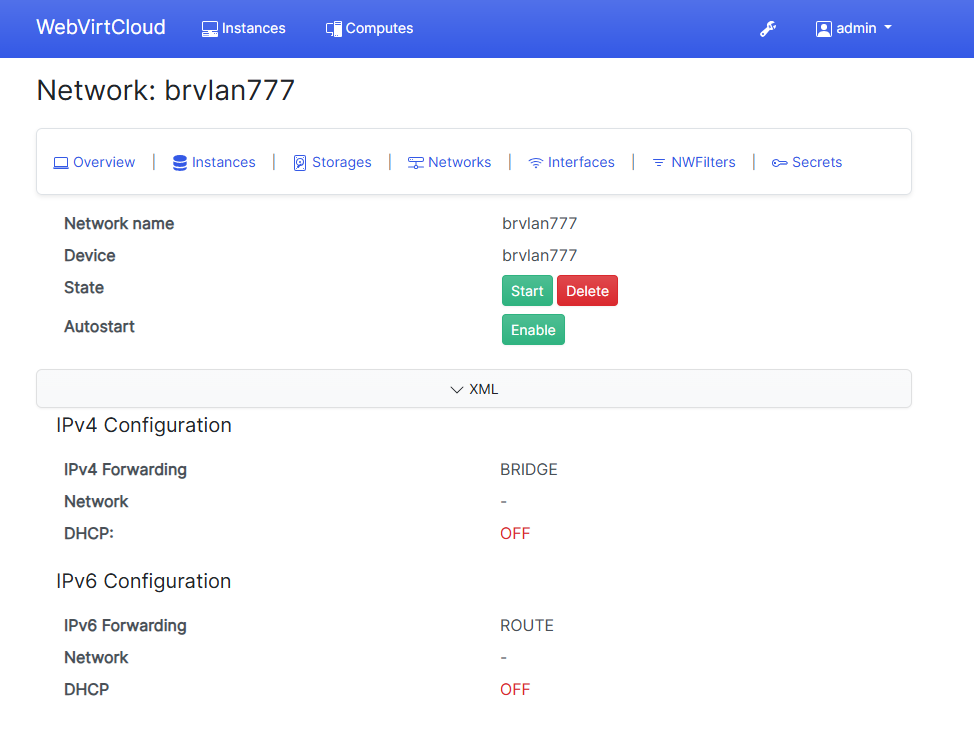 WebVirtCloud Instances Computes admin
Network: brvlan777
Overview | Instances | Storages | Networks | Interfaces | NWFilters | Secrets
Network name brvlan777
Device brvlan777
State Start Delete
Autostart Enable
XML
IPv4 Configuration
IPv4 Forwarding BRIDGE
Network -
DHCP: OFF
IPv6 Configuration
IPv6 Forwarding ROUTE
Network -
DHCP OFF